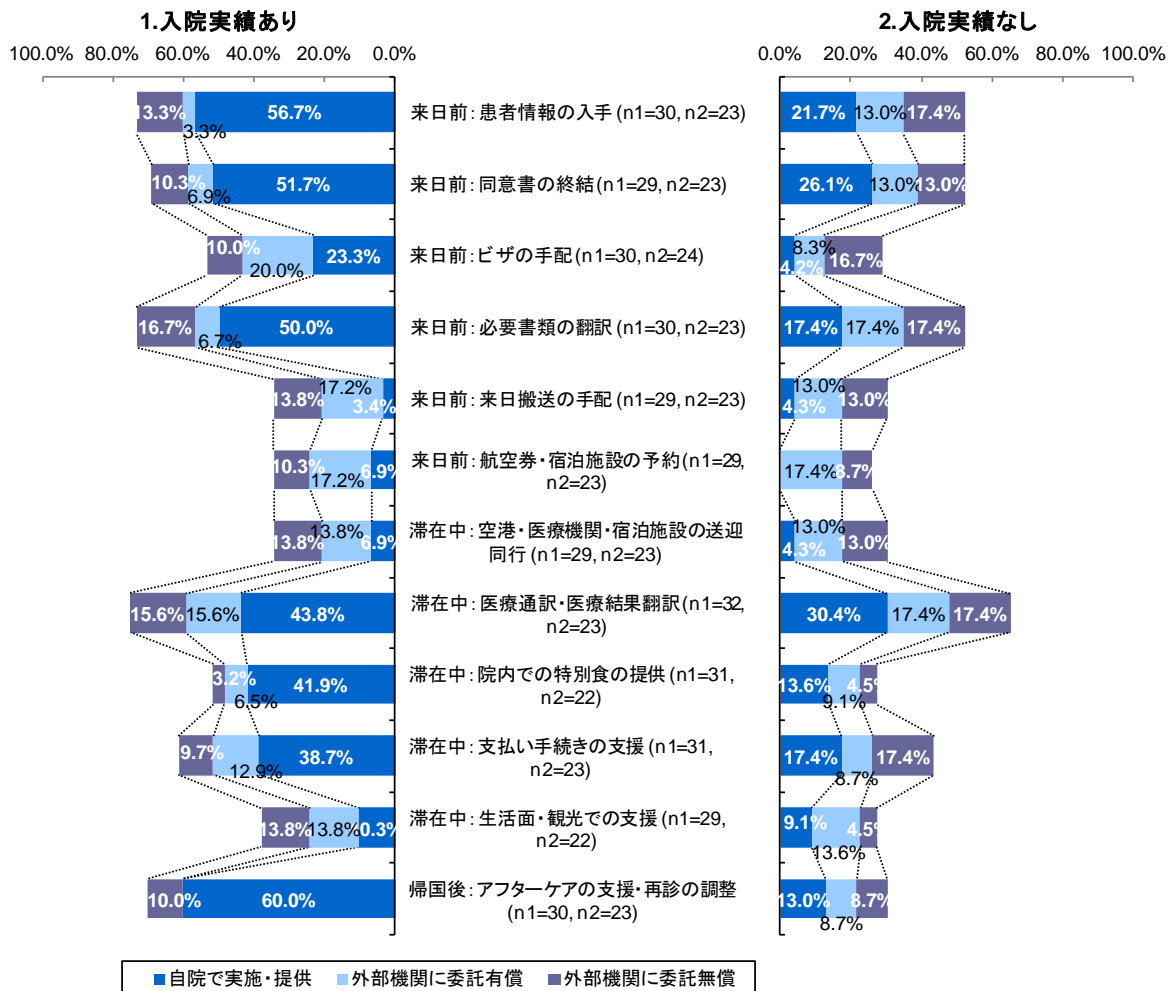 1.入院実績あり
2.入院実績なし
100.0% 80.0% 60.0% 40.0% 20.0% 0.0%
0.0% 20.0% 40.0% 60.0% 80.0% 100.0%
13.3% 3.3% 56.7% 来日前：患者情報の入手 (n1=30, n2=23) 21.7% 13.0% 17.4%
10.3% 6.9% 51.7% 来日前：同意書の終結(n1=29, n2=23) 26.1% 13.0% 13.0%
10.0% 20.0% 23.3% 来日前：ビザの手配(n1=30, n2=24) 4.2% 8.3% 16.7%
16.7% 6.7% 50.0% 来日前：必要書類の翻訳(n1=30, n2=23) 17.4% 17.4% 17.4%
13.8% 17.2% 3.4% 来日前：来日搬送の手配(n1=29, n2=23) 4.3% 13.0% 13.0%
10.3% 17.2% 6.9% 来日前：航空券・宿泊施設の予約(n1=29,
n2=23) 17.4% 8.7%
13.8% 13.8% 6.9% 滞在中：空港・医療機関・宿泊施設の送迎
同行 (n1=29, n2=23) 4.3% 13.0% 13.0%
15.6% 15.6% 43.8% 滞在中：医療通訳・医療結果翻訳(n1=32,
n2=23) 30.4% 17.4% 17.4%
3.2% 6.5% 41.9% 滞在中：院内での特別食の提供 (n1=31,
n2=22) 13.6% 9.1% 4.5%
9.7% 12.9% 38.7% 滞在中：支払い手続きの支援 (n1=31,
n2=23) 17.4% 8.7% 17.4%
13.8% 13.8% 0.3% 滞在中：生活面・観光での支援 (n1=29,
n2=22) 9.1% 13.6% 4.5%
10.0% 60.0% 帰国後：アフターケアの支援・再診の調整
(n1=30, n2=23) 13.0% 8.7% 8.7%
自院で実施・提供 外部機関に委託有償 外部機関に委託無償